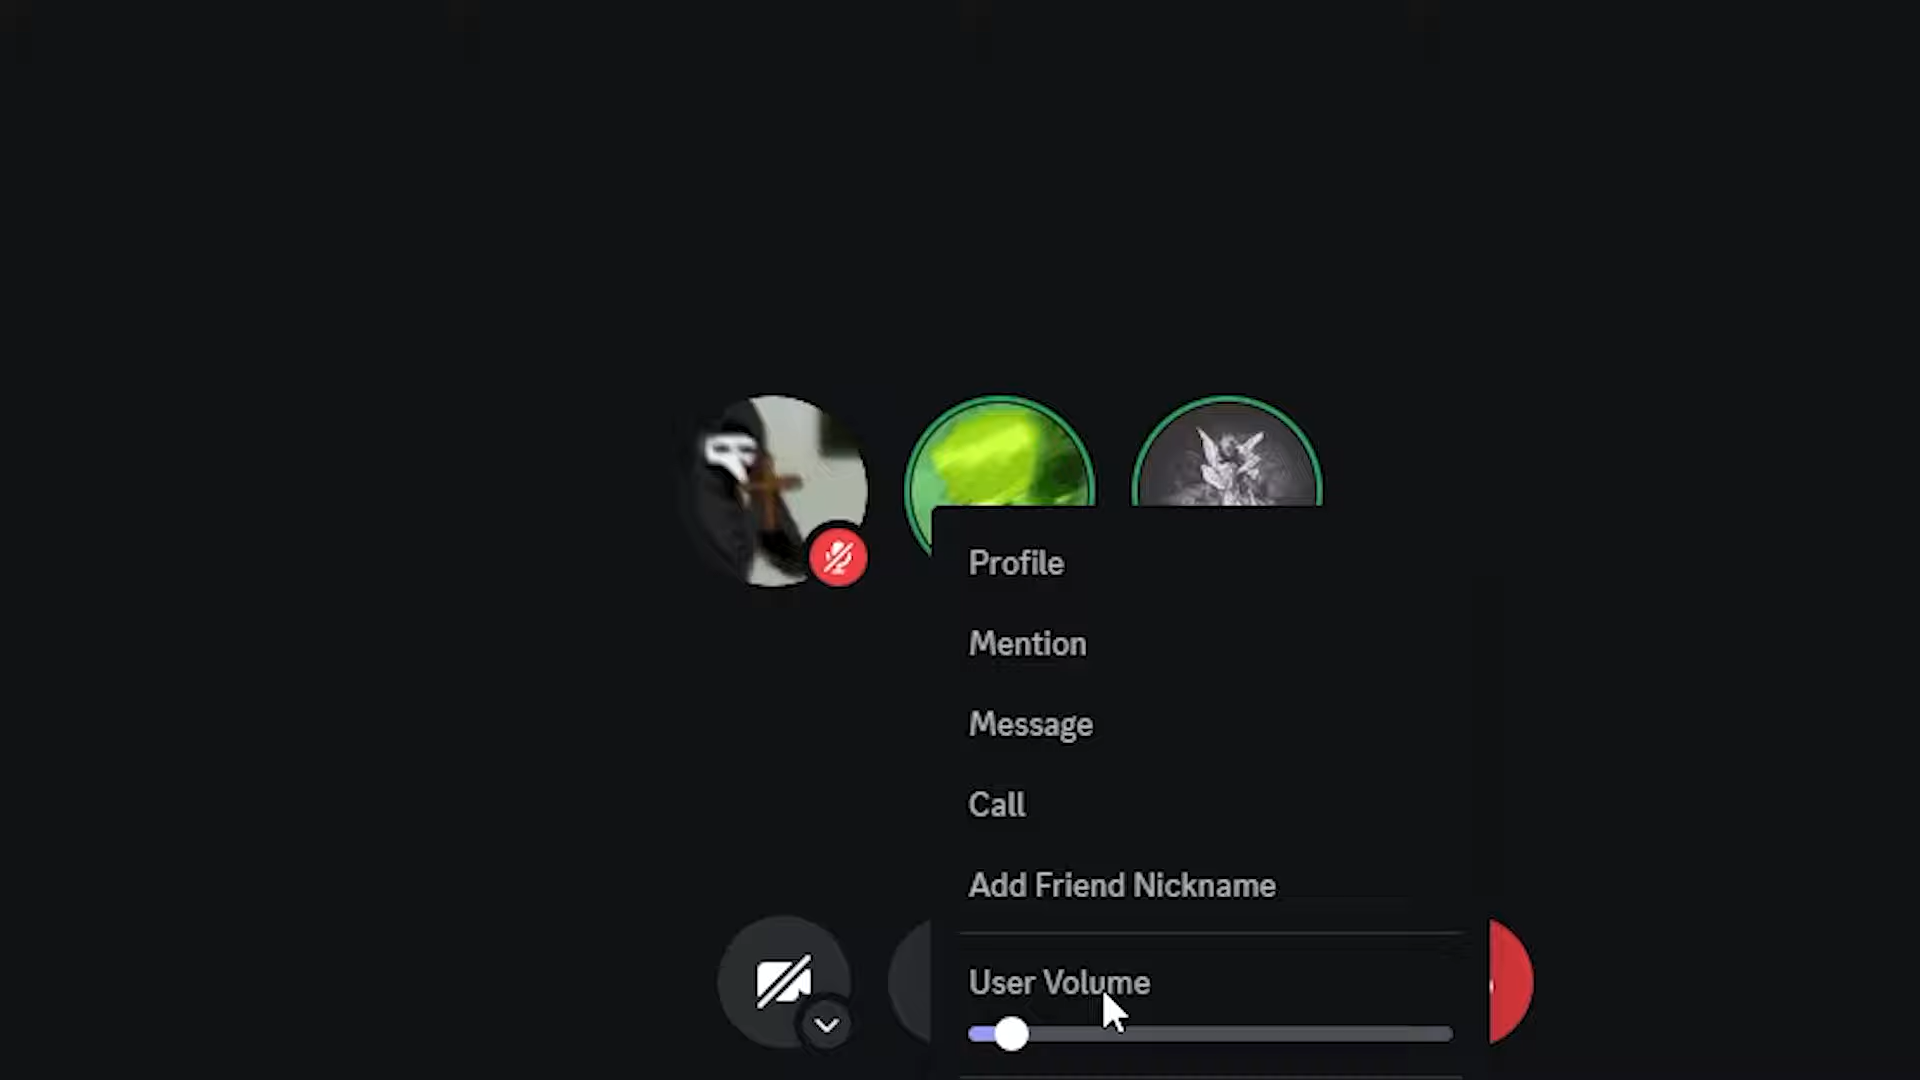 Profile
Mention
Message
Call
Add Friend Nickname
User Volume